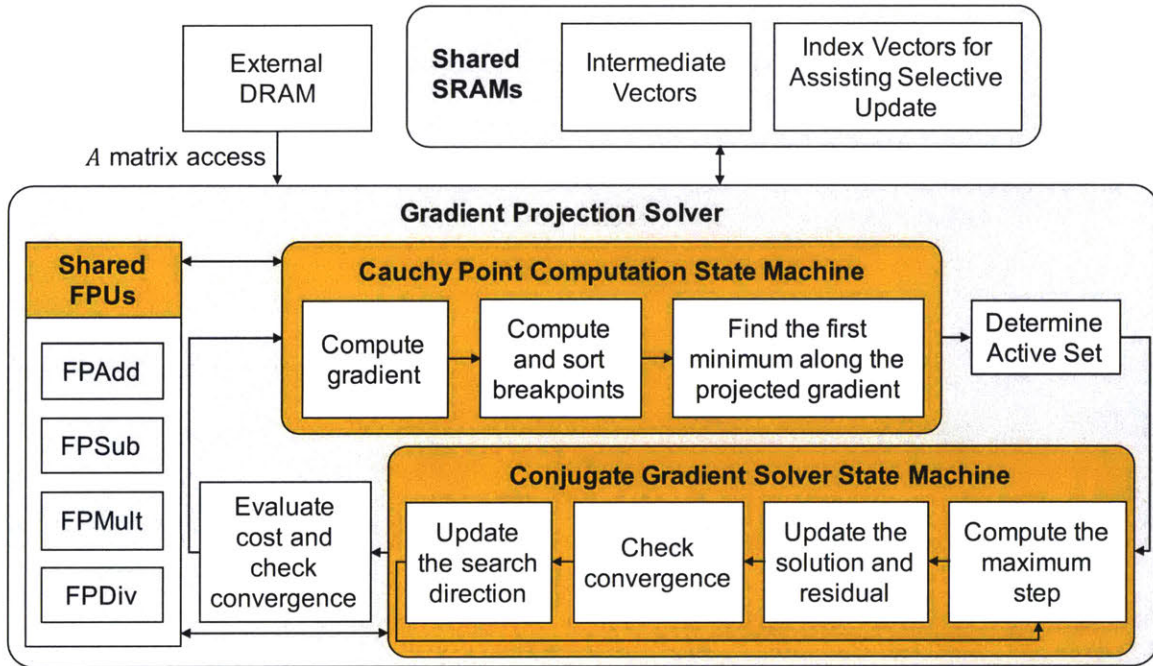 External
DRAM
Shared
SRAMs
Intermediate
Vectors
Index Vectors for
Assisting Selective
Update
A matrix access
Gradient Projection Solver
Shared
FPUs
FPAdd
FPSub
FPMult
FPDiv
Cauchy Point Computation State Machine
Compute
gradient
Compute
and sort
breakpoints
Find the first
minimum along the
projected gradient
Determine
Active Set
Conjugate Gradient Solver State Machine
Evaluate
cost and
check
convergence
Update
the search
direction
Check
convergence
Update the
solution and
residual
Compute the
maximum
step